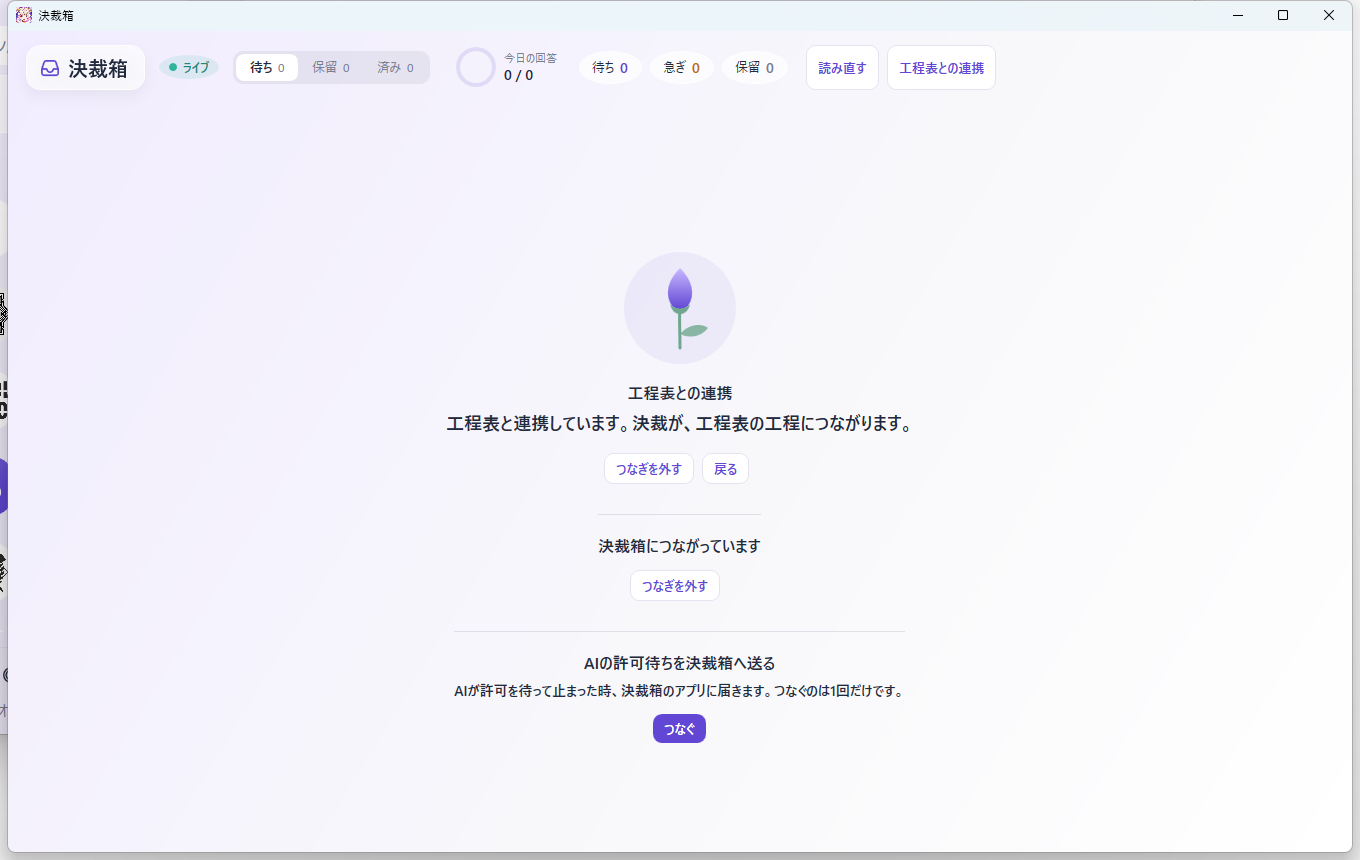 決裁箱
決裁箱 ライブ 待ち 0 保留 0 済み 0 今日の回答 0 / 0 待ち 0 急ぎ 0 保留 0 読み直す 工程表との連携
工程表との連携
工程表と連携しています。決裁が、工程表の工程につながります。
つなぎを外す 戻る
決裁箱につながっています
つなぎを外す
AIの許可待ちを決裁箱へ送る
AIが許可を待って止まった時、決裁箱のアプリに届きます。つなぐのは1回だけです。
つなぐ